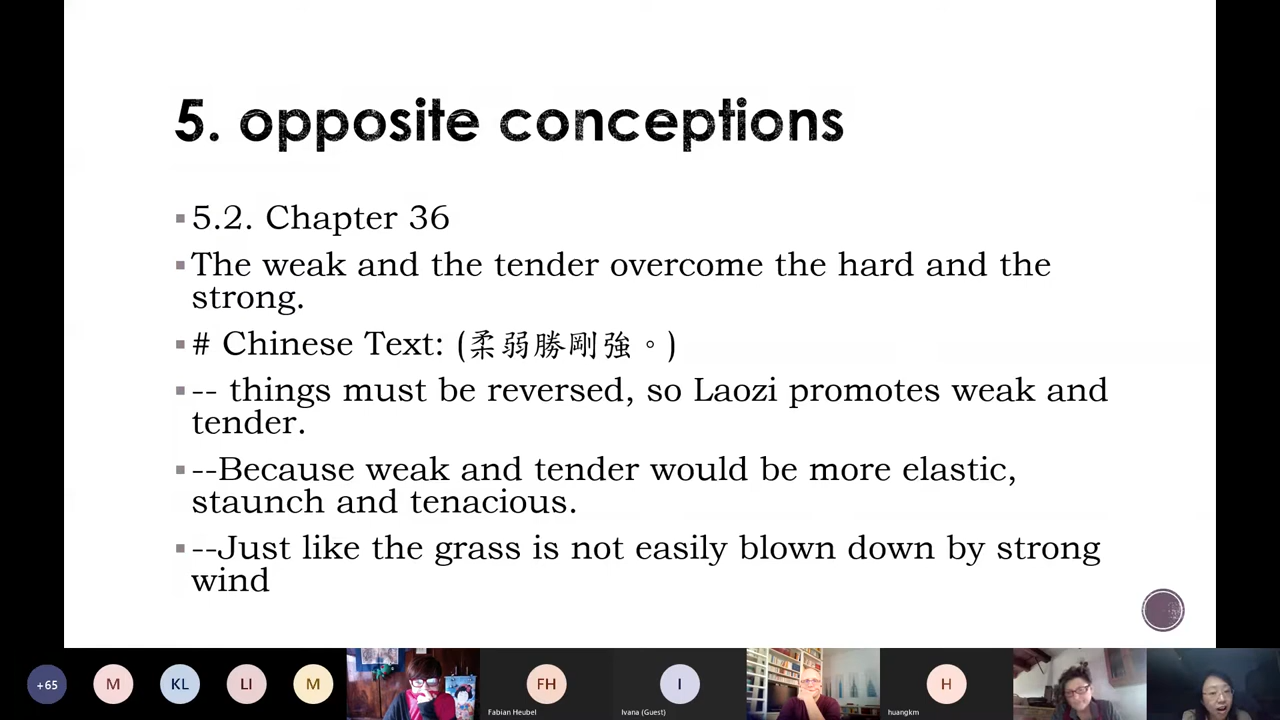 5. opposite conceptions
5.2. Chapter 36
The weak and the tender overcome the hard and the
strong.
# Chinese Text: (柔弱勝剛強。)
-- things must be reversed, so Laozi promotes weak and
tender.
--Because weak and tender would be more elastic,
staunch and tenacious.
--Just like the grass is not easily blown down by strong
wind
+65
M
KL
LI
M
FH
Fabian Heubel
I
Ivana (Guest)
H
huangkm